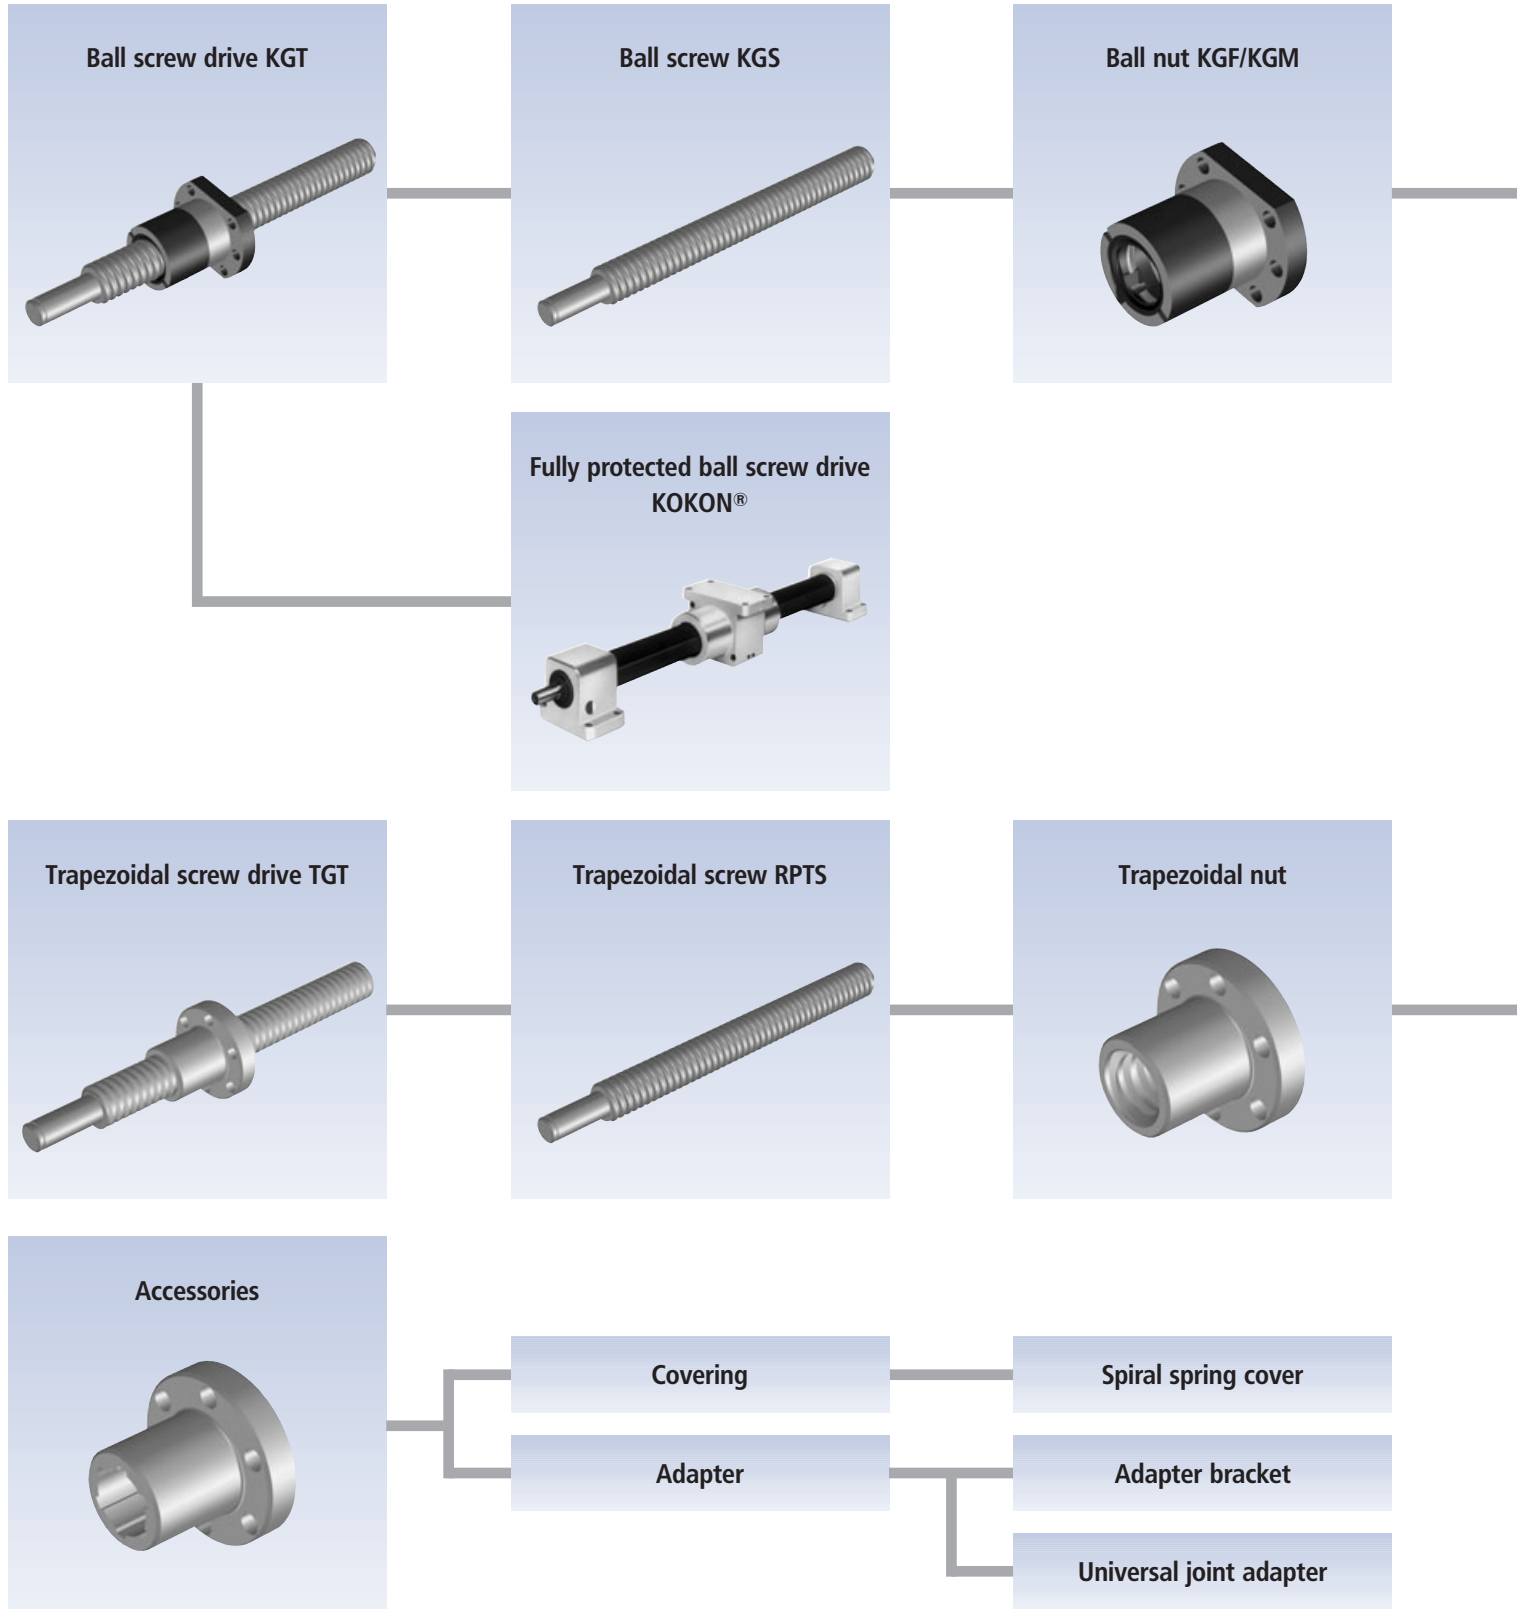 Ball screw drive KGT
Ball screw KGS
Ball nut KGF/KGM
Fully protected ball screw drive
KOKON®
Trapezoidal screw drive TGT
Trapezoidal screw RPTS
Trapezoidal nut
Accessories
Covering
Spiral spring cover
Adapter
Adapter bracket
Universal joint adapter